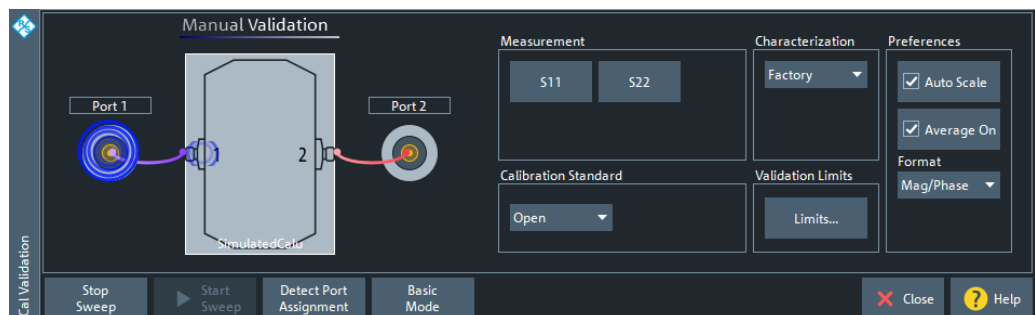 Manual Validation
Port 1
Port 2
1
2
SimulatedCalu
Measurement
S11
S22
Characterization
Factory
Preferences
Auto Scale
Average On
Format
Mag/Phase
Calibration Standard
Open
Validation Limits
Limits...
Cal Validation
Stop
Sweep
Start
Sweep
Detect Port
Assignment
Basic
Mode
Close
? Help